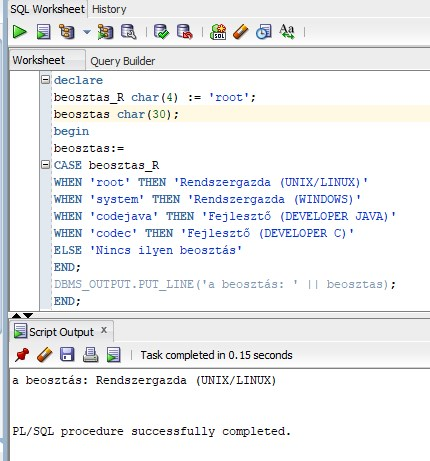 SQL Worksheet History
Worksheet Query Builder
declare
beosztas_R char(4) := 'root';
beosztas char(30);
begin
beosztas:=
CASE beosztas_R
WHEN 'root' THEN 'Rendszergazda (UNIX/LINUX)'
WHEN 'system' THEN 'Rendszergazda (WINDOWS)'
WHEN 'codejava' THEN 'Fejlesztő (DEVELOPER JAVA)'
WHEN 'codec' THEN 'Fejlesztő (DEVELOPER C)'
ELSE 'Nincs ilyen beosztás'
END;
DBMS_OUTPUT.PUT_LINE('a beosztás: ' || beosztas);
END;
Script Output x
Task completed in 0.15 seconds
a beosztás: Rendszergazda (UNIX/LINUX)
PL/SQL procedure successfully completed.